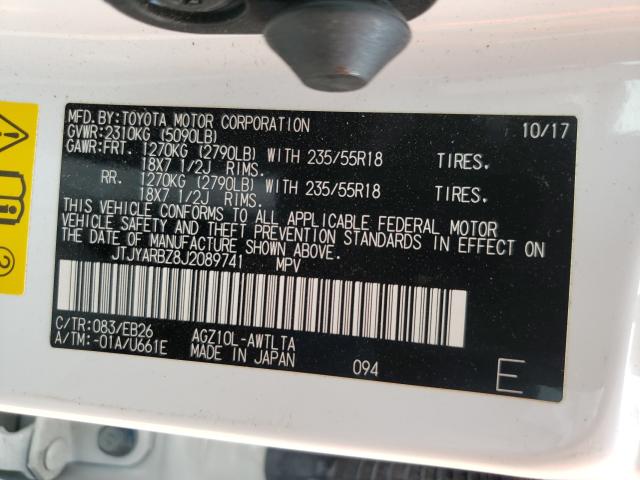 MFD. BY: TOYOTA MOTOR CORPORATION 10/17
GVWR: 2310KG (5090LB)
GAWR: FRT. 1270KG (2790LB) WITH 235/55R18 TIRES.
18X7 1/2J RIMS.
RR. 1270KG (2790LB) WITH 235/55R18 TIRES.
18X7 1/2J RIMS.
THIS VEHICLE CONFORMS TO ALL APPLICABLE FEDERAL MOTOR
VEHICLE SAFETY AND THEFT PREVENTION STANDARDS IN EFFECT ON
THE DATE OF MANUFACTURE SHOWN ABOVE.
JTJYARBZ8J2089741 MPV
C/TR: 083/EB26 AGZ10L-AWTLTA
A/TM: -01A/U661E MADE IN JAPAN
094 E
2